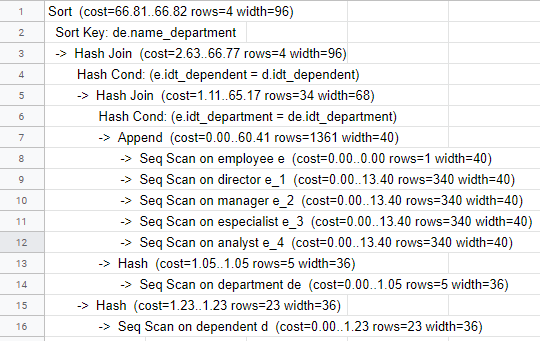 1 Sort (cost=66.81..66.82 rows=4 width=96)
2 Sort Key: de.name_department
3 -> Hash Join (cost=2.63..66.77 rows=4 width=96)
4 Hash Cond: (e.idt_dependent = d.idt_dependent)
5 -> Hash Join (cost=1.11..65.17 rows=34 width=68)
6 Hash Cond: (e.idt_department = de.idt_department)
7 -> Append (cost=0.00..60.41 rows=1361 width=40)
8 -> Seq Scan on employee e (cost=0.00..0.00 rows=1 width=40)
9 -> Seq Scan on director e_1 (cost=0.00..13.40 rows=340 width=40)
10 -> Seq Scan on manager e_2 (cost=0.00..13.40 rows=340 width=40)
11 -> Seq Scan on especialist e_3 (cost=0.00..13.40 rows=340 width=40)
12 -> Seq Scan on analyst e_4 (cost=0.00..13.40 rows=340 width=40)
13 -> Hash (cost=1.05..1.05 rows=5 width=36)
14 -> Seq Scan on department de (cost=0.00..1.05 rows=5 width=36)
15 -> Hash (cost=1.23..1.23 rows=23 width=36)
16 -> Seq Scan on dependent d (cost=0.00..1.23 rows=23 width=36)